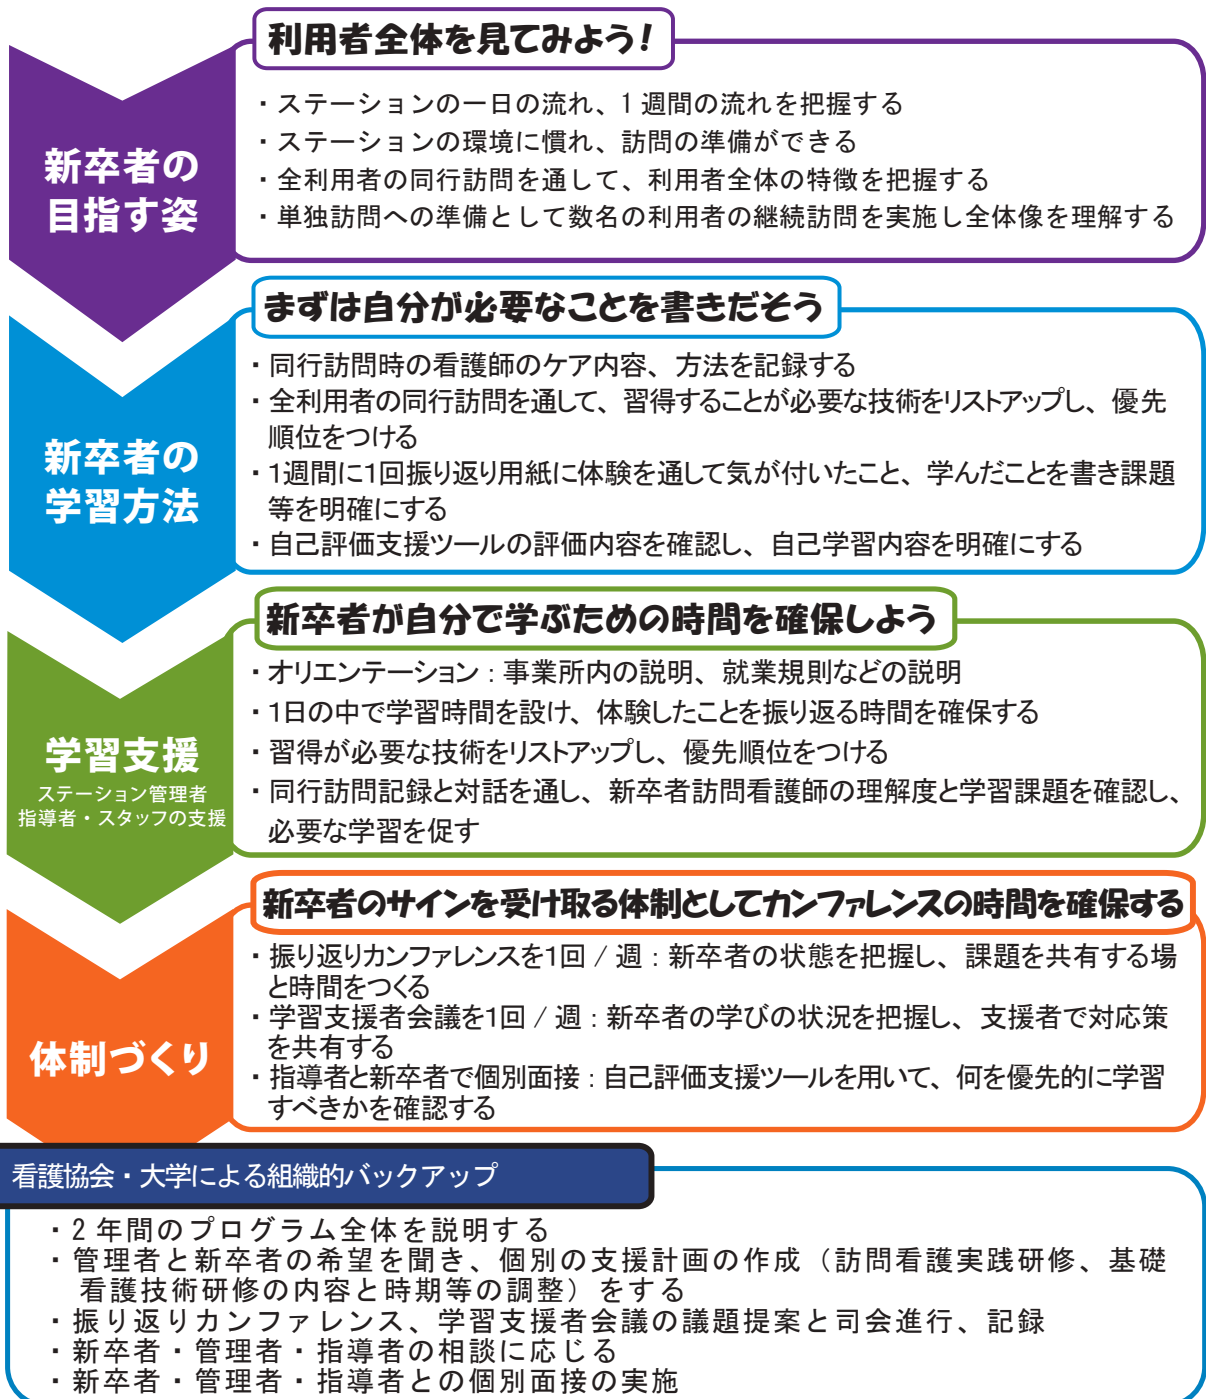 利用者全体を見てみよう!
新卒者の
目指す姿
・ステーションの一日の流れ、1週間の流れを把握する
・ステーションの環境に慣れ、訪問の準備ができる
・全利用者の同行訪問を通して、利用者全体の特徴を把握する
・単独訪問への準備として数名の利用者の継続訪問を実施し全体像を理解する
まずは自分が必要なことを書きだそう
新卒者の
学習方法
・同行訪問時の看護師のケア内容、方法を記録する
・全利用者の同行訪問を通して、習得することが必要な技術をリストアップし、優先
順位をつける
・1週間に1回振り返り用紙に体験を通して気が付いたこと、学んだことを書き課題
等を明確にする
・自己評価支援ツールの評価内容を確認し、自己学習内容を明確にする
新卒者が自分で学ぶための時間を確保しよう
学習支援
ステーション管理者
指導者・スタッフの支援
・オリエンテーション:事業所内の説明、就業規則などの説明
・1日の中で学習時間を設け、体験したことを振り返る時間を確保する
・習得が必要な技術をリストアップし、優先順位をつける
・同行訪問記録と対話を通し、新卒者訪問看護師の理解度と学習課題を確認し、
必要な学習を促す
新卒者のサインを受け取る体制としてカンファレンスの時間を確保する
体制づくり
・振り返りカンファレンスを1回/週:新卒者の状態を把握し、課題を共有する場
と時間をつくる
・学習支援者会議を1回/週:新卒者の学びの状況を把握し、支援者で対応策
を共有する
・指導者と新卒者で個別面接:自己評価支援ツールを用いて、何を優先的に学習
すべきかを確認する
看護協会・大学による組織的バックアップ
・2年間のプログラム全体を説明する
・管理者と新卒者の希望を聞き、個別の支援計画の作成(訪問看護実践研修、基礎
看護技術研修の内容と時期等の調整)をする
・振り返りカンファレンス、学習支援者会議の議題提案と司会進行、記録
・新卒者・管理者・指導者の相談に応じる
・新卒者・管理者・指導者との個別面接の実施